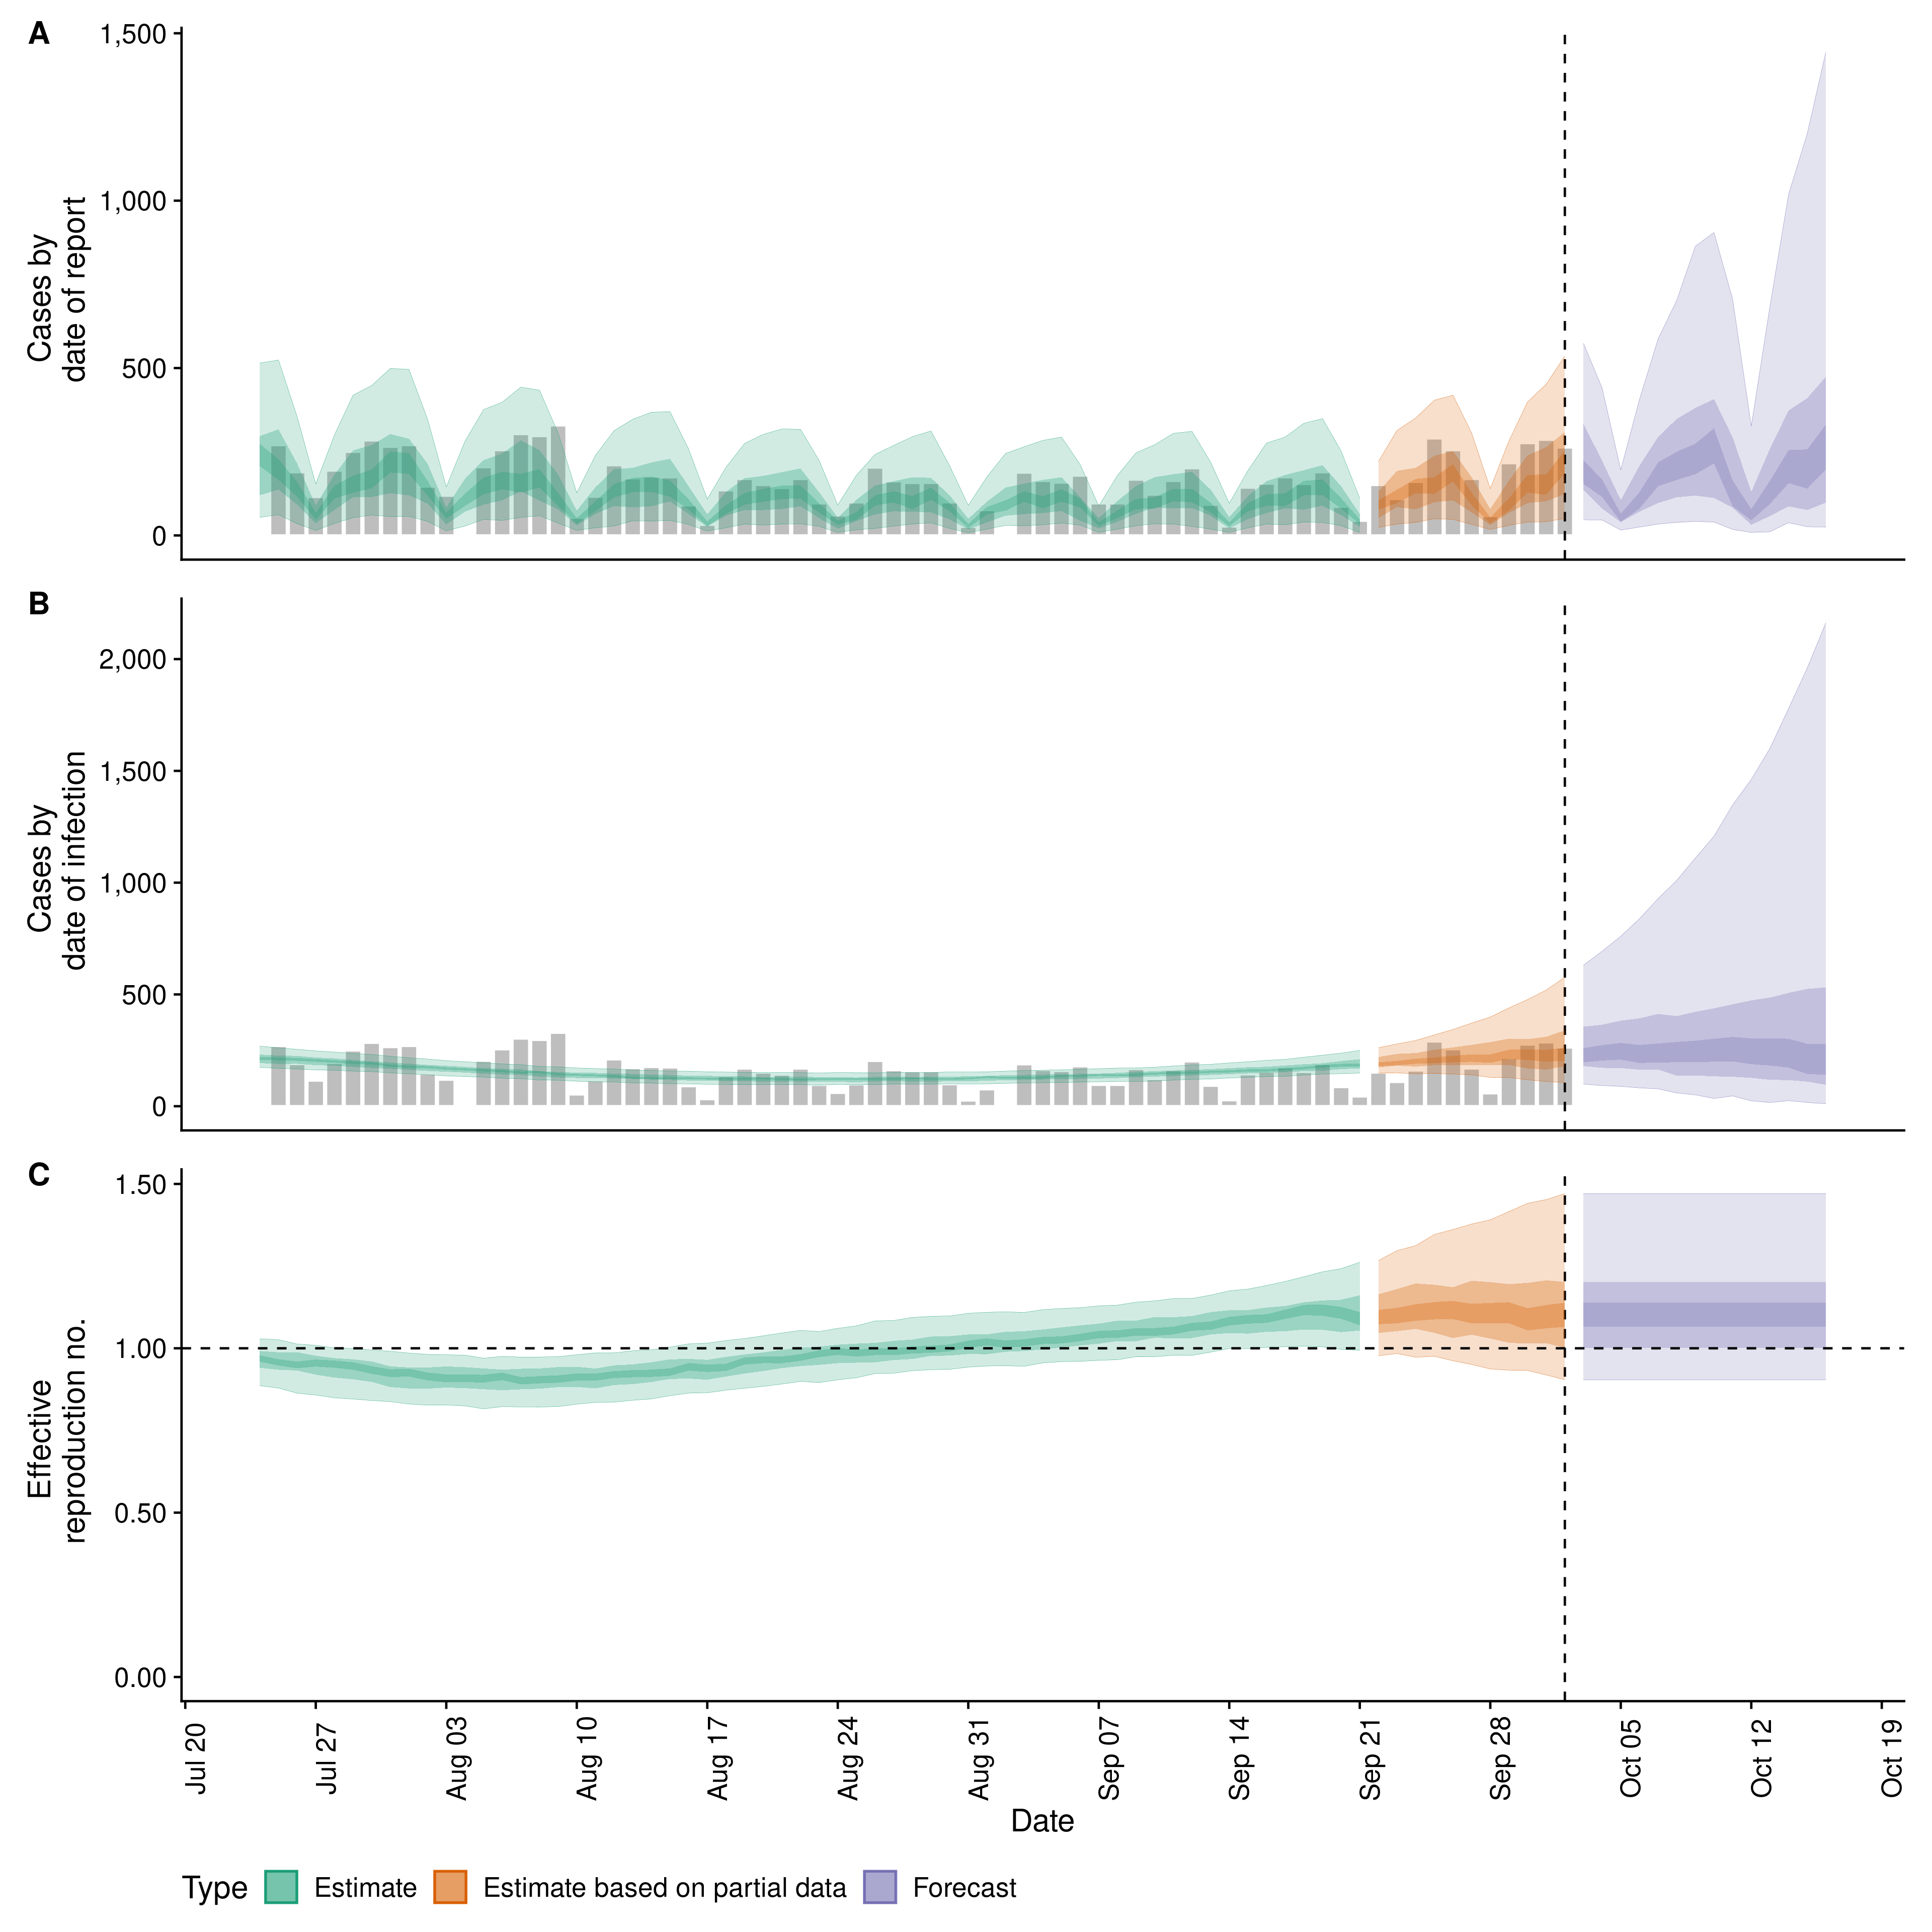 A
1,500
1,000
500
0
Cases by
date of report
B
2,000
1,500
1,000
500
0
Cases by
date of infection
C
1.50
1.00
0.50
0.00
Effective
reproduction no.
Jul 20
Jul 27
Aug 03
Aug 10
Aug 17
Aug 24
Aug 31
Sep 07
Sep 14
Sep 21
Sep 28
Oct 05
Oct 12
Oct 19
Date
Type Estimate Estimate based on partial data Forecast